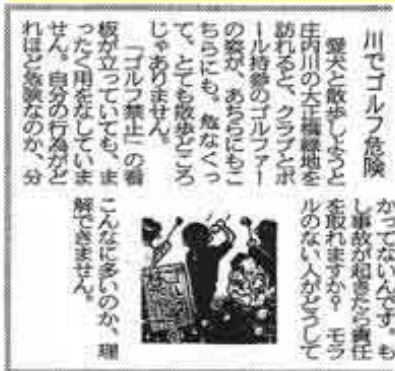 川でゴルフ危険
愛犬と散歩しようと
庄内川の大正橋緑地を
訪れると、クラブとボ
ール持参のゴルファー
の姿が、あちらにもこ
ちらにも。危なくっ
て、とても散歩どころ
じゃありません。
「ゴルフ禁止」の看
板が立っていても、ま
ったく用をなしていま
せん。自分の行為がど
れほど危険なのか、分
かってないんです。も
し事故が起きたら責任
を取れますか？ モラ
ルのない人がどうして
こんなに多いのか、理
解できません。